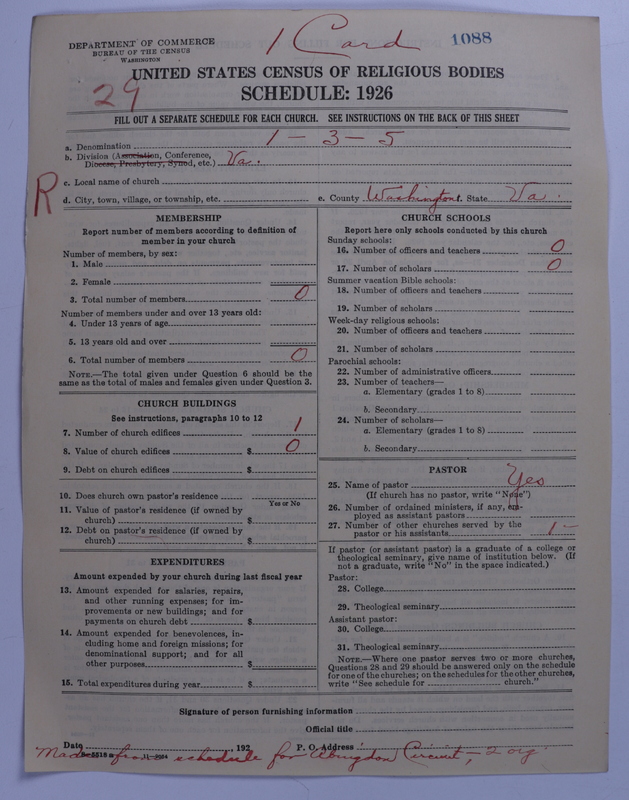 1 Card
1088
DEPARTMENT OF COMMERCE
BUREAU OF THE CENSUS
WASHINGTON
29
UNITED STATES CENSUS OF RELIGIOUS BODIES
SCHEDULE: 1926
FILL OUT A SEPARATE SCHEDULE FOR EACH CHURCH. SEE INSTRUCTIONS ON THE BACK OF THIS SHEET
a. Denomination 1-3-5
b. Division (Association, Conference,
Diocese, Presbytery, Synod, etc.) Va.
R
c. Local name of church
d. City, town, village, or township, etc. e. County Washington f. State Va.
MEMBERSHIP
Report number of members according to definition of
member in your church
Number of members, by sex:
1. Male
2. Female
3. Total number of members 0
Number of members under and over 13 years old:
4. Under 13 years of age
5. 13 years old and over
6. Total number of members 0
NOTE.—The total given under Question 6 should be the
same as the total of males and females given under Question 3.
CHURCH BUILDINGS
See instructions, paragraphs 10 to 12
7. Number of church edifices 1
8. Value of church edifices $ 0
9. Debt on church edifices $
10. Does church own pastor's residence
Yes or No
11. Value of pastor's residence (if owned by
church) $
12. Debt on pastor's residence (if owned by
church) $
EXPENDITURES
Amount expended by your church during last fiscal year
13. Amount expended for salaries, repairs,
and other running expenses; for im-
provements or new buildings; and for
payments on church debt $
14. Amount expended for benevolences, in-
cluding home and foreign missions; for
denominational support; and for all
other purposes $
15. Total expenditures during year $
CHURCH SCHOOLS
Report here only schools conducted by this church
Sunday schools:
16. Number of officers and teachers 0
17. Number of scholars 0
Summer vacation Bible schools:
18. Number of officers and teachers
19. Number of scholars
Week-day religious schools:
20. Number of officers and teachers
21. Number of scholars
Parochial schools:
22. Number of administrative officers
23. Number of teachers—
a. Elementary (grades 1 to 8)
b. Secondary
24. Number of scholars—
a. Elementary (grades 1 to 8)
b. Secondary
PASTOR
25. Name of pastor Yes
(If church has no pastor, write "None")
26. Number of ordained ministers, if any, em-
ployed as assistant pastors
27. Number of other churches served by the
pastor or his assistants 1-
If pastor (or assistant pastor) is a graduate of a college or
theological seminary, give name of institution below. (If
not a graduate, write "No" in the space indicated.)
Pastor:
28. College
29. Theological seminary
Assistant pastor:
30. College
31. Theological seminary
NOTE.—Where one pastor serves two or more churches,
Questions 28 and 29 should be answered only on the schedule
for one of the churches; on the schedules for the other churches,
write "See schedule for church."
Signature of person furnishing information
Official title
Date , 192 P. O. Address
Made from schedule for Abingdon Circuit, - 2 org